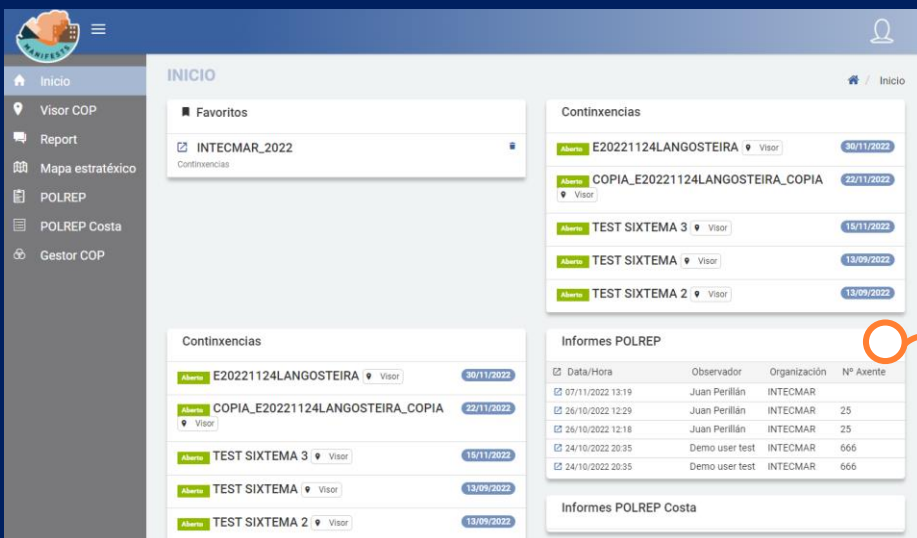 MANIFESTS
Inicio
Visor COP
Report
Mapa estratéxico
POLREP
POLREP Costa
Gestor COP
INICIO
/ Inicio
Favoritos
INTECMAR_2022
Continxencias
Continxencias
Aberto E20221124LANGOSTEIRA Visor 30/11/2022
Aberto COPIA_E20221124LANGOSTEIRA_COPIA 22/11/2022
Visor
Aberto TEST SIXTEMA 3 Visor 15/11/2022
Aberto TEST SIXTEMA Visor 13/09/2022
Aberto TEST SIXTEMA 2 Visor 13/09/2022
Continxencias
Aberto E20221124LANGOSTEIRA Visor 30/11/2022
Aberto COPIA_E20221124LANGOSTEIRA_COPIA 22/11/2022
Visor
Aberto TEST SIXTEMA 3 Visor 15/11/2022
Aberto TEST SIXTEMA Visor 13/09/2022
Aberto TEST SIXTEMA 2 Visor 13/09/2022
Informes POLREP
Data/Hora Observador Organización Nº Axente
07/11/2022 13:19 Juan Perillán INTECMAR
26/10/2022 12:29 Juan Perillán INTECMAR 25
26/10/2022 12:18 Juan Perillán INTECMAR 25
24/10/2022 20:35 Demo user test INTECMAR 666
24/10/2022 20:35 Demo user test INTECMAR 666
Informes POLREP Costa